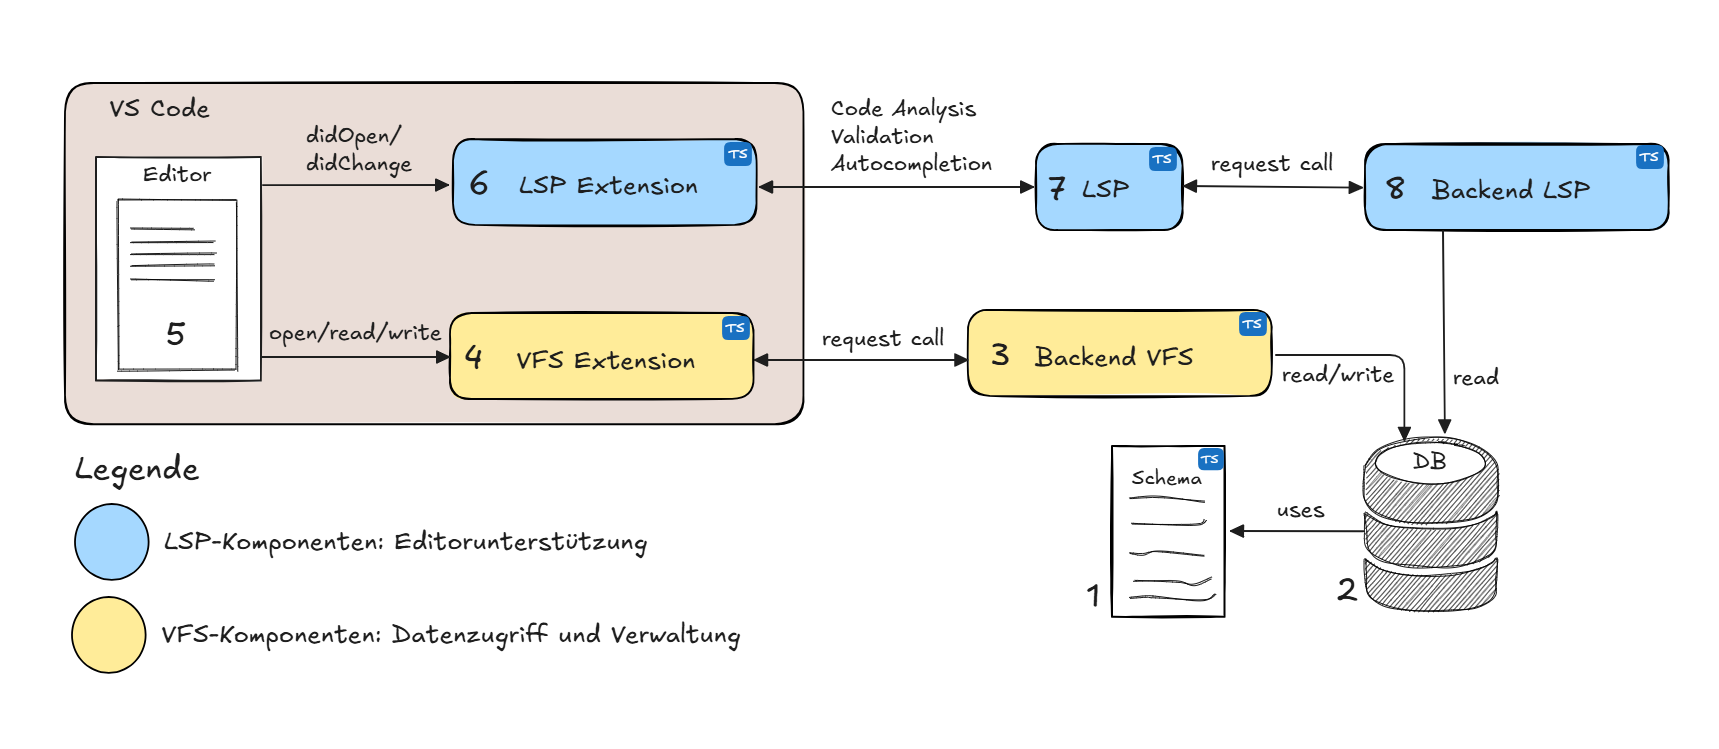 VS Code
didOpen/
didChange
Editor
5
TS
6 LSP Extension
Code Analysis
Validation
Autocompletion
TS
7 LSP
request call
TS
8 Backend LSP
open/read/write
TS
4 VFS Extension
request call
TS
3 Backend VFS
read/write
read
DB
2
uses
TS
Schema
1
Legende
LSP-Komponenten: Editorunterstützung
VFS-Komponenten: Datenzugriff und Verwaltung